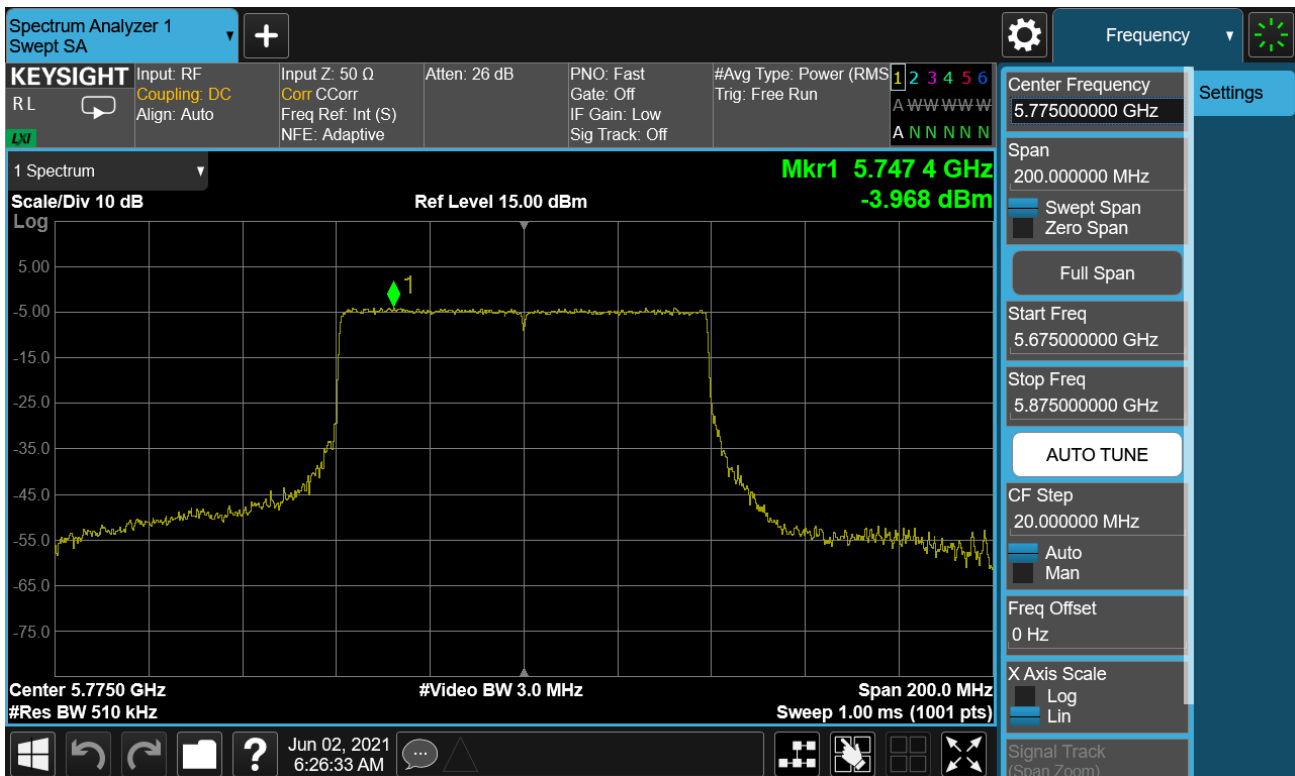 Spectrum Analyzer 1
Swept SA
Frequency
KEYSIGHT
R L
LXI
Input: RF
Coupling: DC
Align: Auto
Input Z: 50 Ω
Corr CCorr
Freq Ref: Int (S)
NFE: Adaptive
Atten: 26 dB
PNO: Fast
Gate: Off
IF Gain: Low
Sig Track: Off
#Avg Type: Power (RMS
Trig: Free Run
1 2 3 4 5 6
A W W W W W
A N N N N N
1 Spectrum
Mkr1 5.747 4 GHz
-3.968 dBm
Scale/Div 10 dB
Ref Level 15.00 dBm
Log
1
5.00
-5.00
-15.0
-25.0
-35.0
-45.0
-55.0
-65.0
-75.0
Center 5.7750 GHz
#Video BW 3.0 MHz
Span 200.0 MHz
#Res BW 510 kHz
Sweep 1.00 ms (1001 pts)
Jun 02, 2021
6:26:33 AM
Center Frequency
5.775000000 GHz
Settings
Span
200.000000 MHz
Swept Span
Zero Span
Full Span
Start Freq
5.675000000 GHz
Stop Freq
5.875000000 GHz
AUTO TUNE
CF Step
20.000000 MHz
Auto
Man
Freq Offset
0 Hz
X Axis Scale
Log
Lin
Signal Track
(Span Zoom)